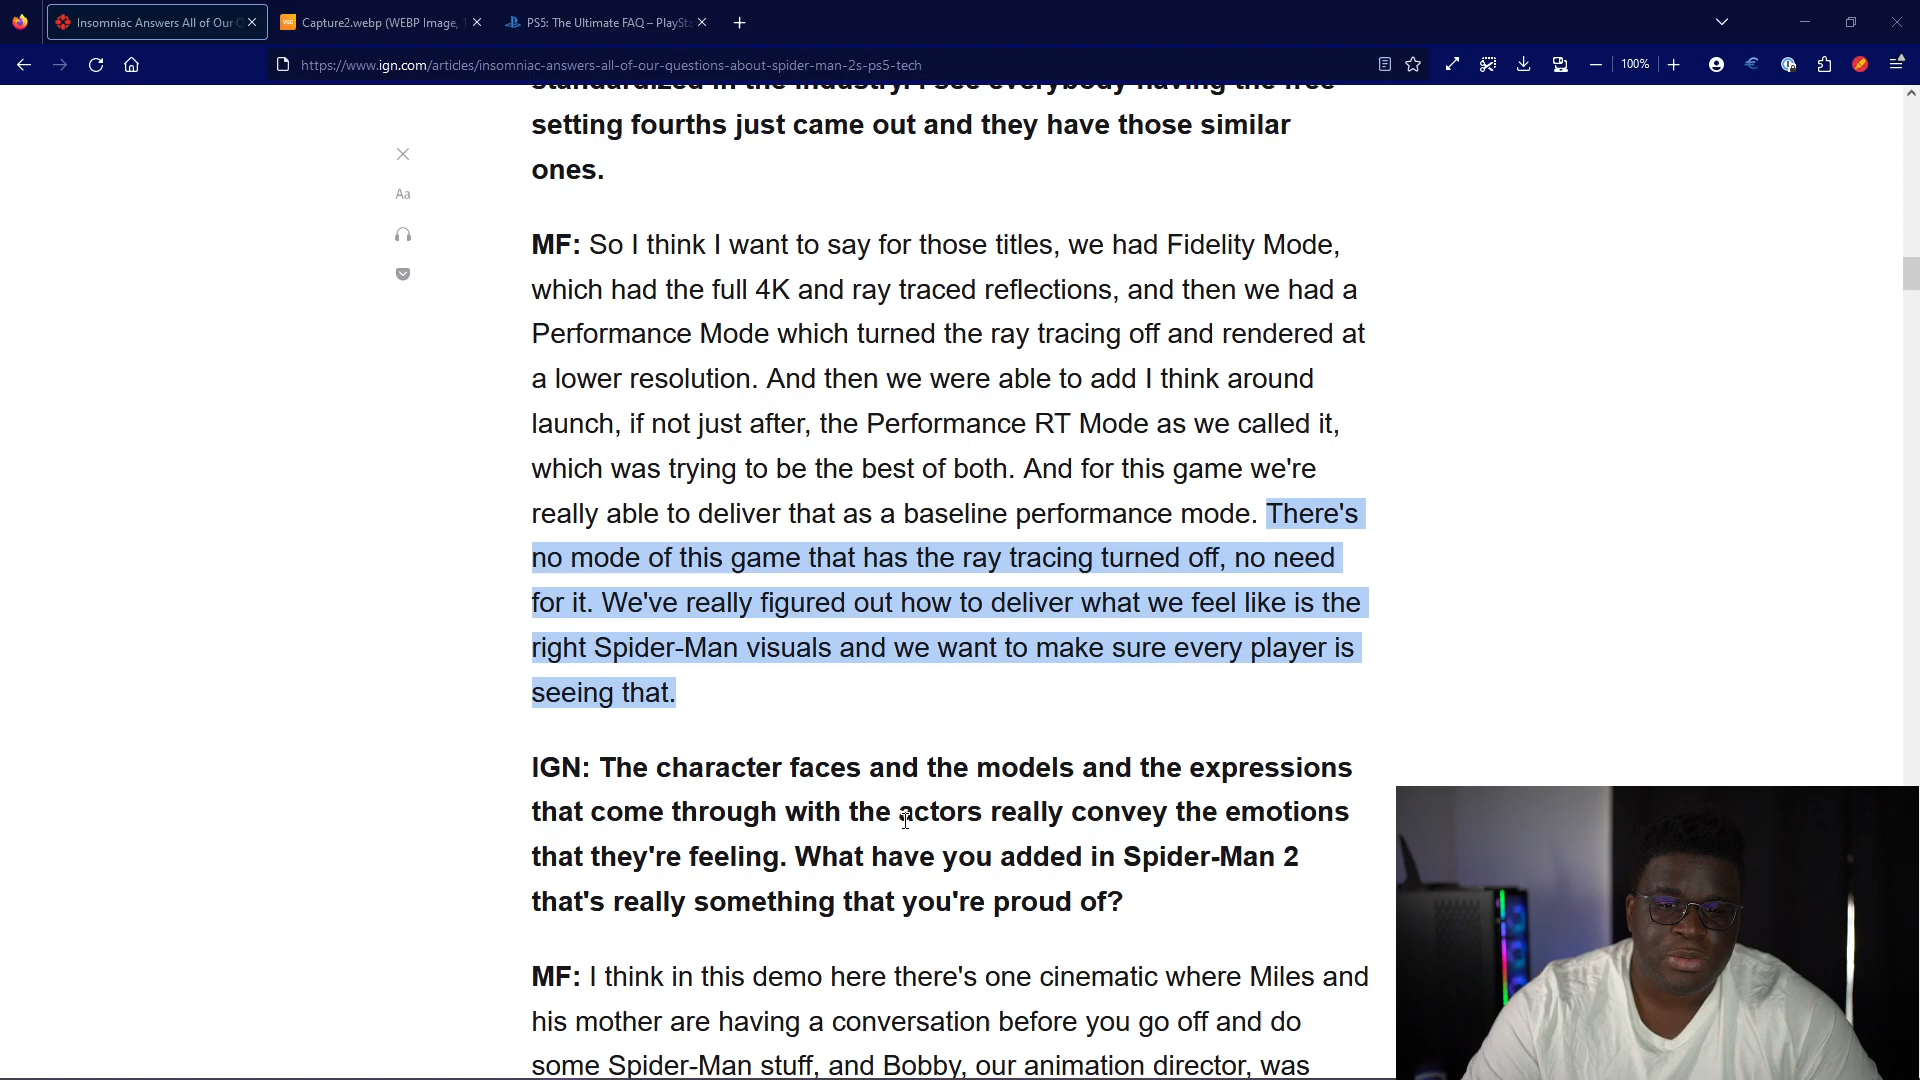 Insomniac Answers All of Our
Capture2.webp (WEBP Image,
PS5: The Ultimate FAQ – PlaySta
https://www.ign.com/articles/insomniac-answers-all-of-our-questions-about-spider-man-2s-ps5-tech
100%
standardized in the industry. I see everybody having the free
setting fourths just came out and they have those similar
ones.
Aa
MF: So I think I want to say for those titles, we had Fidelity Mode,
which had the full 4K and ray traced reflections, and then we had a
Performance Mode which turned the ray tracing off and rendered at
a lower resolution. And then we were able to add I think around
launch, if not just after, the Performance RT Mode as we called it,
which was trying to be the best of both. And for this game we're
really able to deliver that as a baseline performance mode. There's
no mode of this game that has the ray tracing turned off, no need
for it. We've really figured out how to deliver what we feel like is the
right Spider-Man visuals and we want to make sure every player is
seeing that.
IGN: The character faces and the models and the expressions
that come through with the actors really convey the emotions
that they're feeling. What have you added in Spider-Man 2
that's really something that you're proud of?
MF: I think in this demo here there's one cinematic where Miles and
his mother are having a conversation before you go off and do
some Spider-Man stuff, and Bobby, our animation director, was